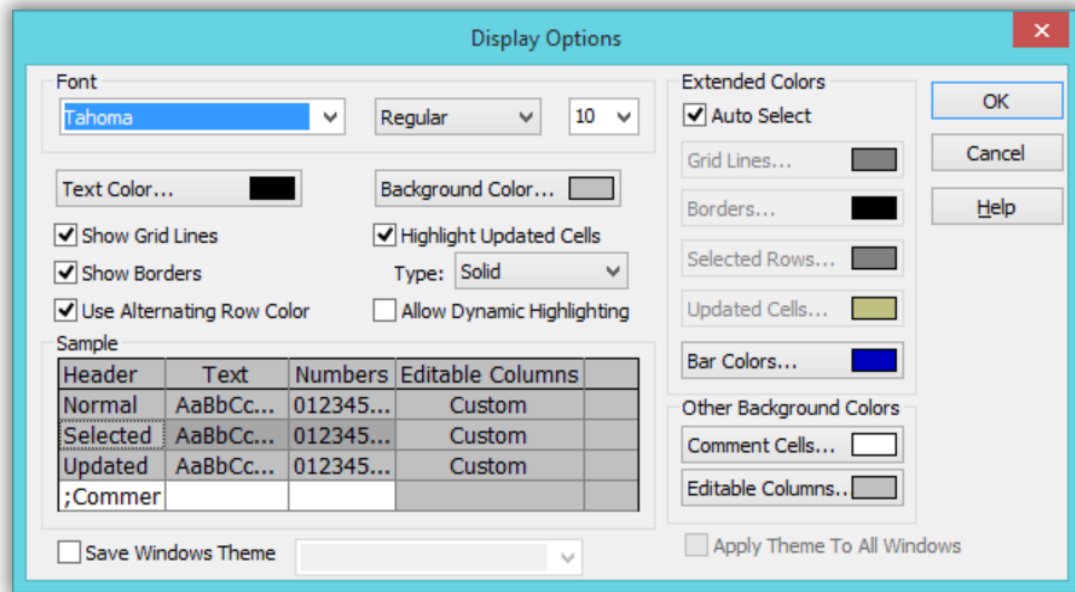 Display Options
Font
Tahoma
Regular
10
Text Color...
Background Color...
Show Grid Lines
Highlight Updated Cells
Show Borders
Type: Solid
Use Alternating Row Color
Allow Dynamic Highlighting
Sample
Header Text Numbers Editable Columns
Normal AaBbCc... 012345... Custom
Selected AaBbCc... 012345... Custom
Updated AaBbCc... 012345... Custom
;Commer
Save Windows Theme
Extended Colors
Auto Select
Grid Lines...
Borders...
Selected Rows...
Updated Cells...
Bar Colors...
Other Background Colors
Comment Cells...
Editable Columns..
Apply Theme To All Windows
OK
Cancel
Help